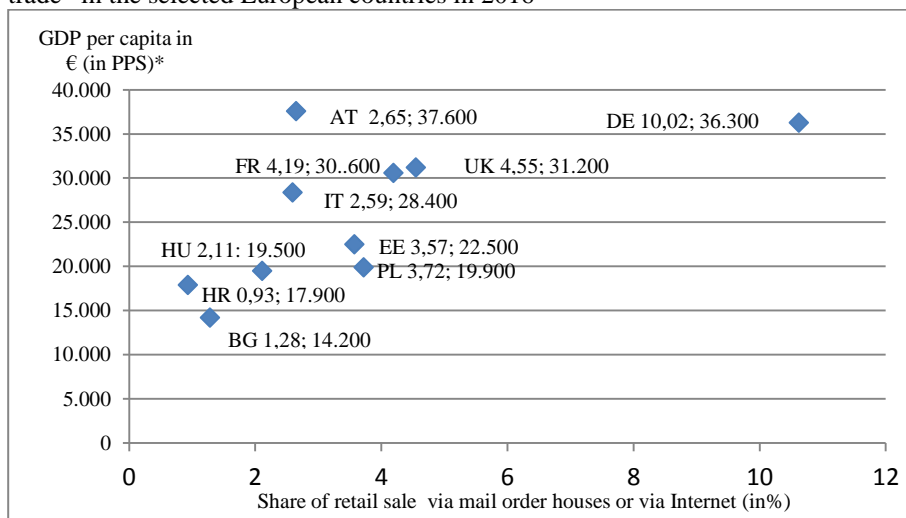 trade" in the selected European countries in 2016
GDP per capita in
€ (in PPS)*
40.000
35.000
30.000
25.000
20.000
15.000
10.000
5.000
0
AT 2,65; 37.600
DE 10,02; 36.300
FR 4,19; 30..600
UK 4,55; 31.200
IT 2,59; 28.400
HU 2,11: 19.500
EE 3,57; 22.500
PL 3,72; 19.900
HR 0,93; 17.900
BG 1,28; 14.200
0 2 4 6 8 10 12
Share of retail sale via mail order houses or via Internet (in%)